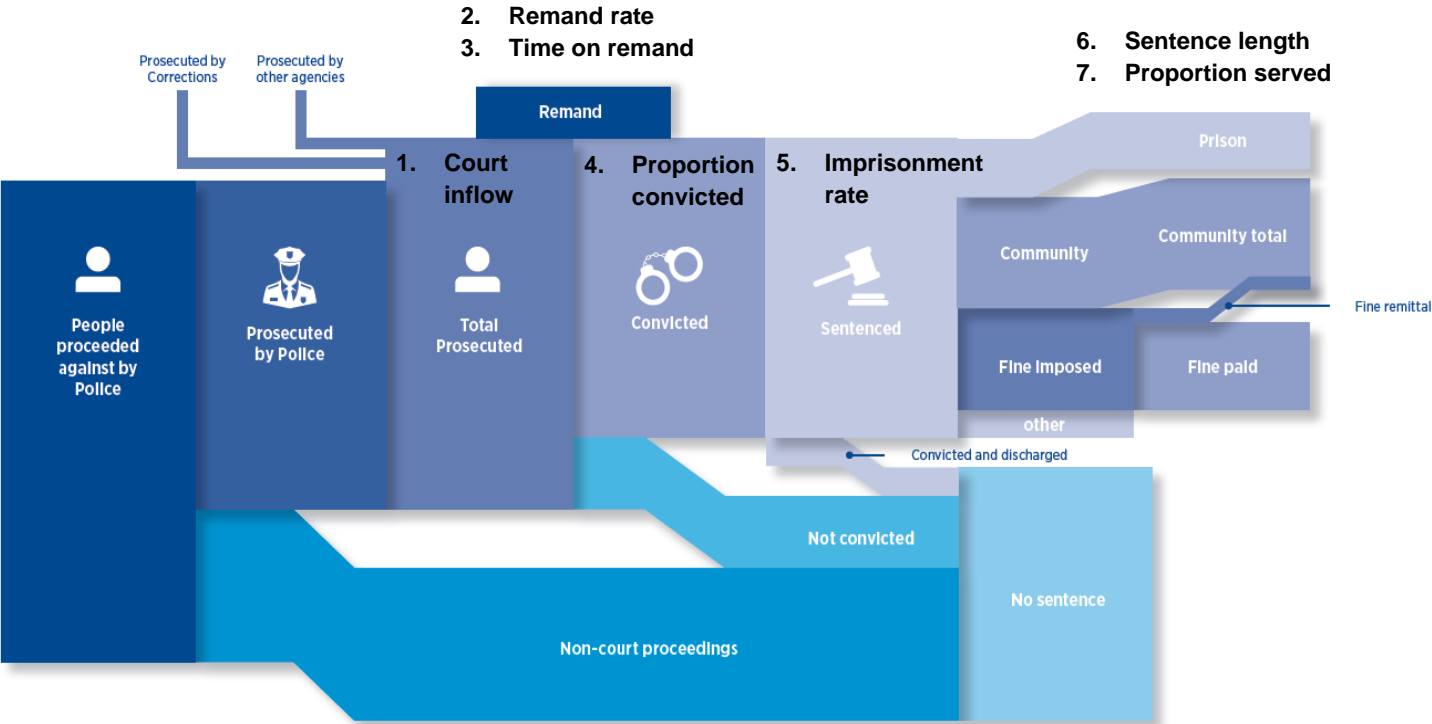 2. Remand rate
3. Time on remand
6. Sentence length
7. Proportion served
Prosecuted by
Corrections
Prosecuted by
other agencies
Remand
Prison
1. Court
inflow
4. Proportion
convicted
5. Imprisonment
rate
Community
Community total
People
proceeded
against by
Police
Prosecuted
by Police
Total
Prosecuted
Convicted
Sentenced
Fine remittal
Fine imposed
Fine paid
other
Convicted and discharged
Not convicted
No sentence
Non-court proceedings